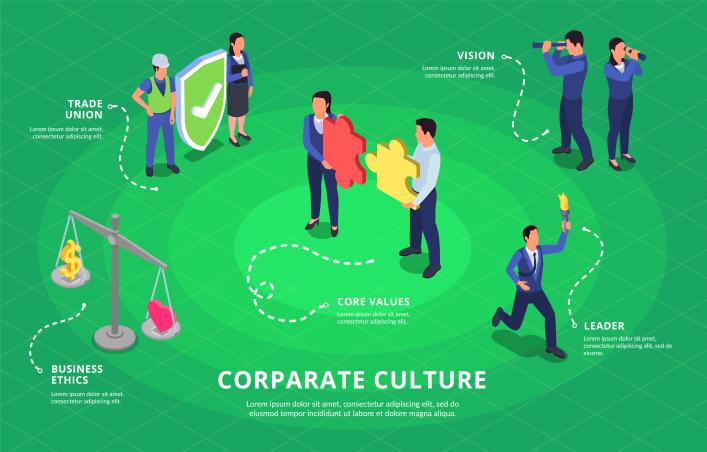 VISION
Lorem ipsum dolor sit amet,
consectetur adipiscing elit.
TRADE
UNION
Lorem ipsum dolor sit amet,
consectetur adipiscing elit.
CORE VALUES
Lorem ipsum dolor sit amet,
consectetur adipiscing elit.
LEADER
Lorem ipsum dolor sit amet,
consectetur adipiscing elit, sed do
eiusmo.
BUSINESS
ETHICS
Lorem ipsum dolor sit amet,
consectetur adipiscing elit.
CORPARATE CULTURE
Lorem ipsum dolor sit amet, consectetur adipiscing elit, sed do
eiusmod tempor incididunt ut labore et dolore magna aliqua.